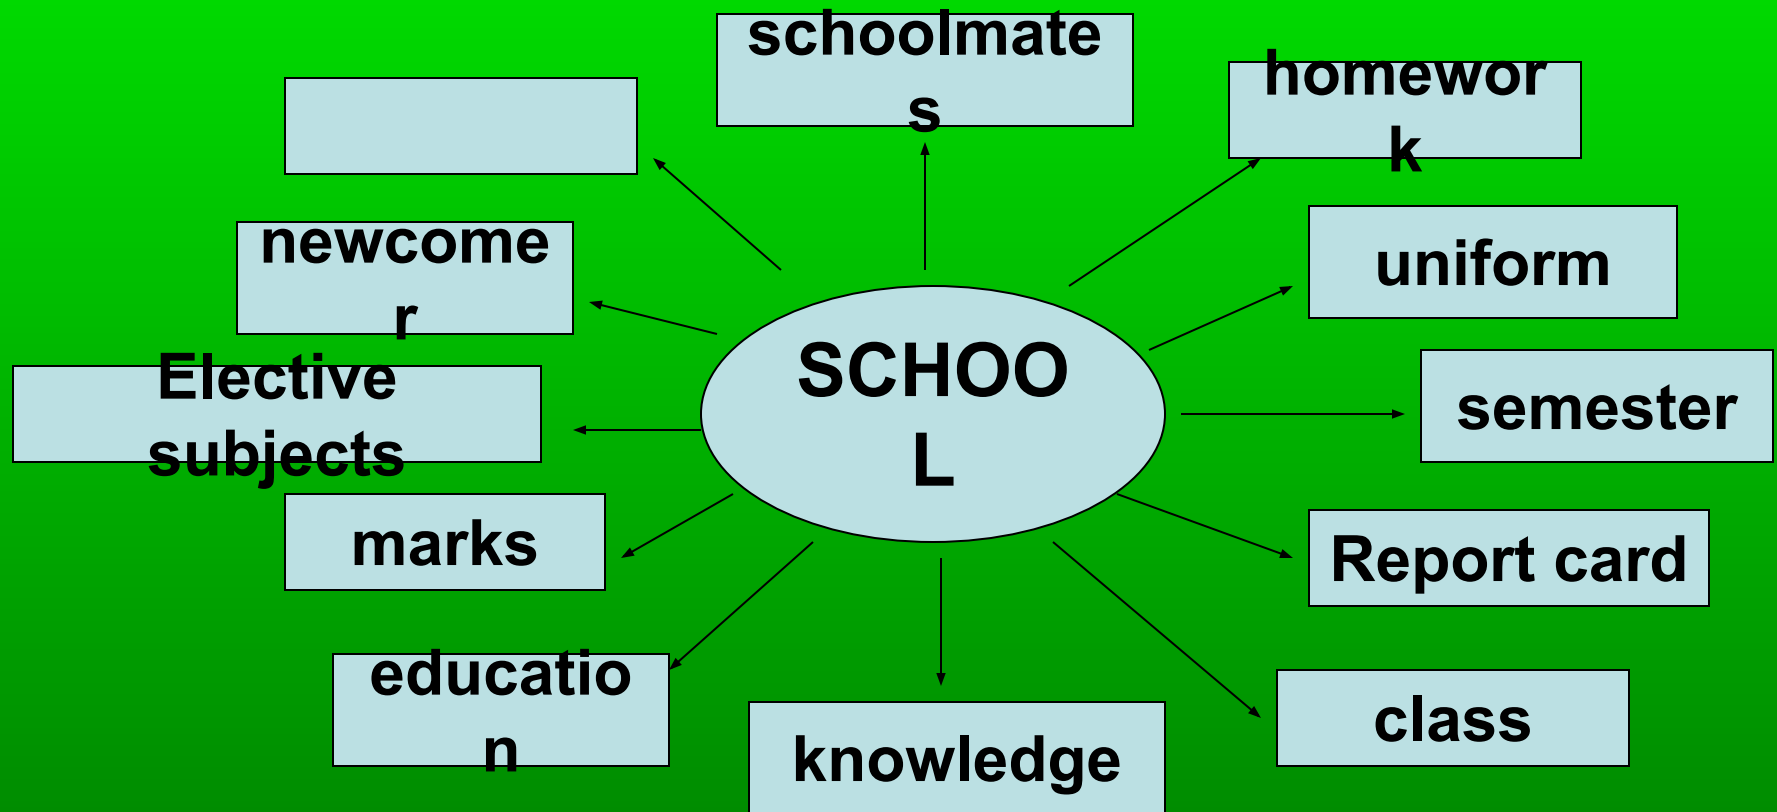 schoolmate
s
homewor
k
newcome
r
uniform
Elective
subjects
SCHOO
L
semester
marks
Report card
educatio
n
knowledge
class